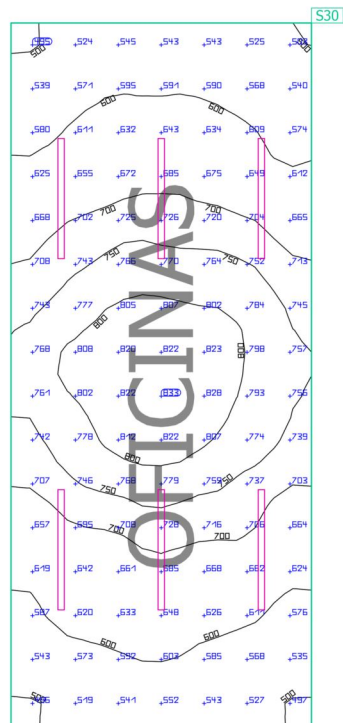 S30
+524 +545 +543 +543 +525
500
+539 +571 +595 +591 +590 +568 +540
600 600
+580 +611 +632 +643 +634 +609 +574
+625 +655 +672 +685 +675 +649 +612
700 700
+668 +702 +725 +726 +720 +704 +665
+708 +743 +766 +770 +764 +752 +713
750 750
+743 +777 +805 +807 +802 +784 +745
800 800
+768 +808 +828 +822 +823 +798 +757
+761 +802 +822 +833 +828 +793 +756
+742 +778 +812 +822 +807 +774 +739
800
+707 +746 +768 +779 +759 +737 +703
750 750
+657 +695 +708 +728 +716 +706 +664
700 700
+619 +642 +661 +685 +668 +662 +624
+587 +620 +633 +648 +626 +611 +576
600 600
+543 +573 +592 +603 +585 +568 +535
500 500
+519 +541 +552 +543 +527 +497
OFICINAS